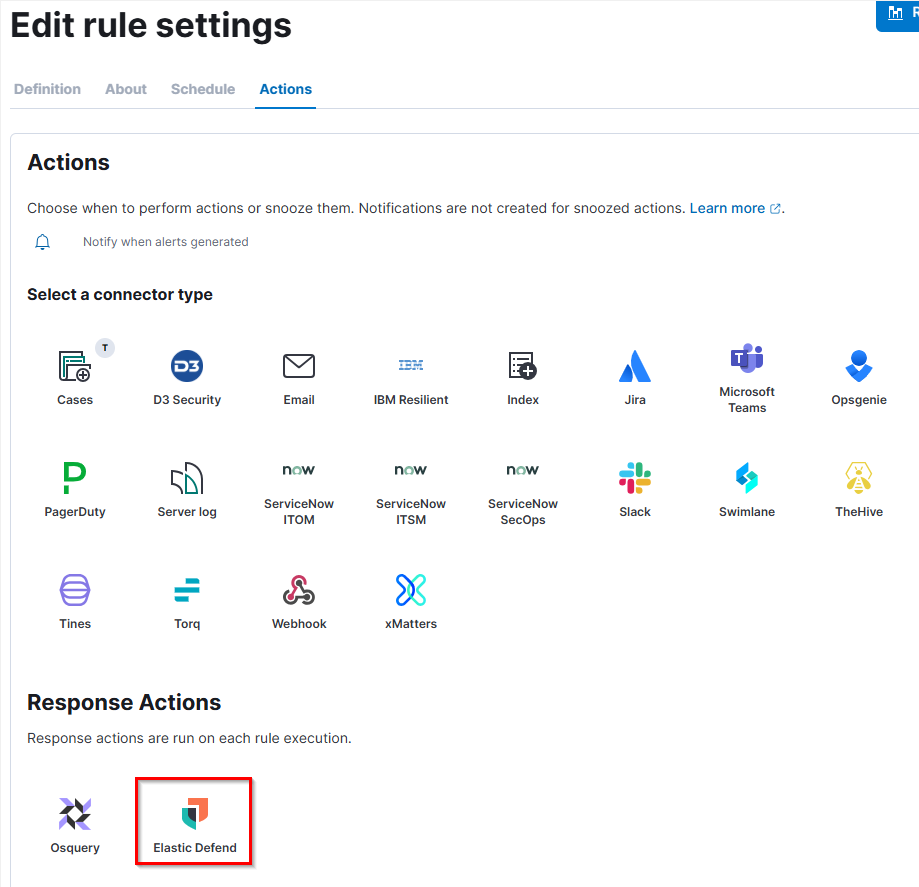 Edit rule settings
R
Definition About Schedule Actions
Actions
Choose when to perform actions or snooze them. Notifications are not created for snoozed actions. Learn more.
Notify when alerts generated
Select a connector type
T
D3
IBM
T
Cases D3 Security Email IBM Resilient Index Jira Microsoft Teams Opsgenie
now now now
PagerDuty Server log ServiceNow ITOM ServiceNow ITSM ServiceNow SecOps Slack Swimlane TheHive
Tines Torq Webhook xMatters
Response Actions
Response actions are run on each rule execution.
Osquery Elastic Defend